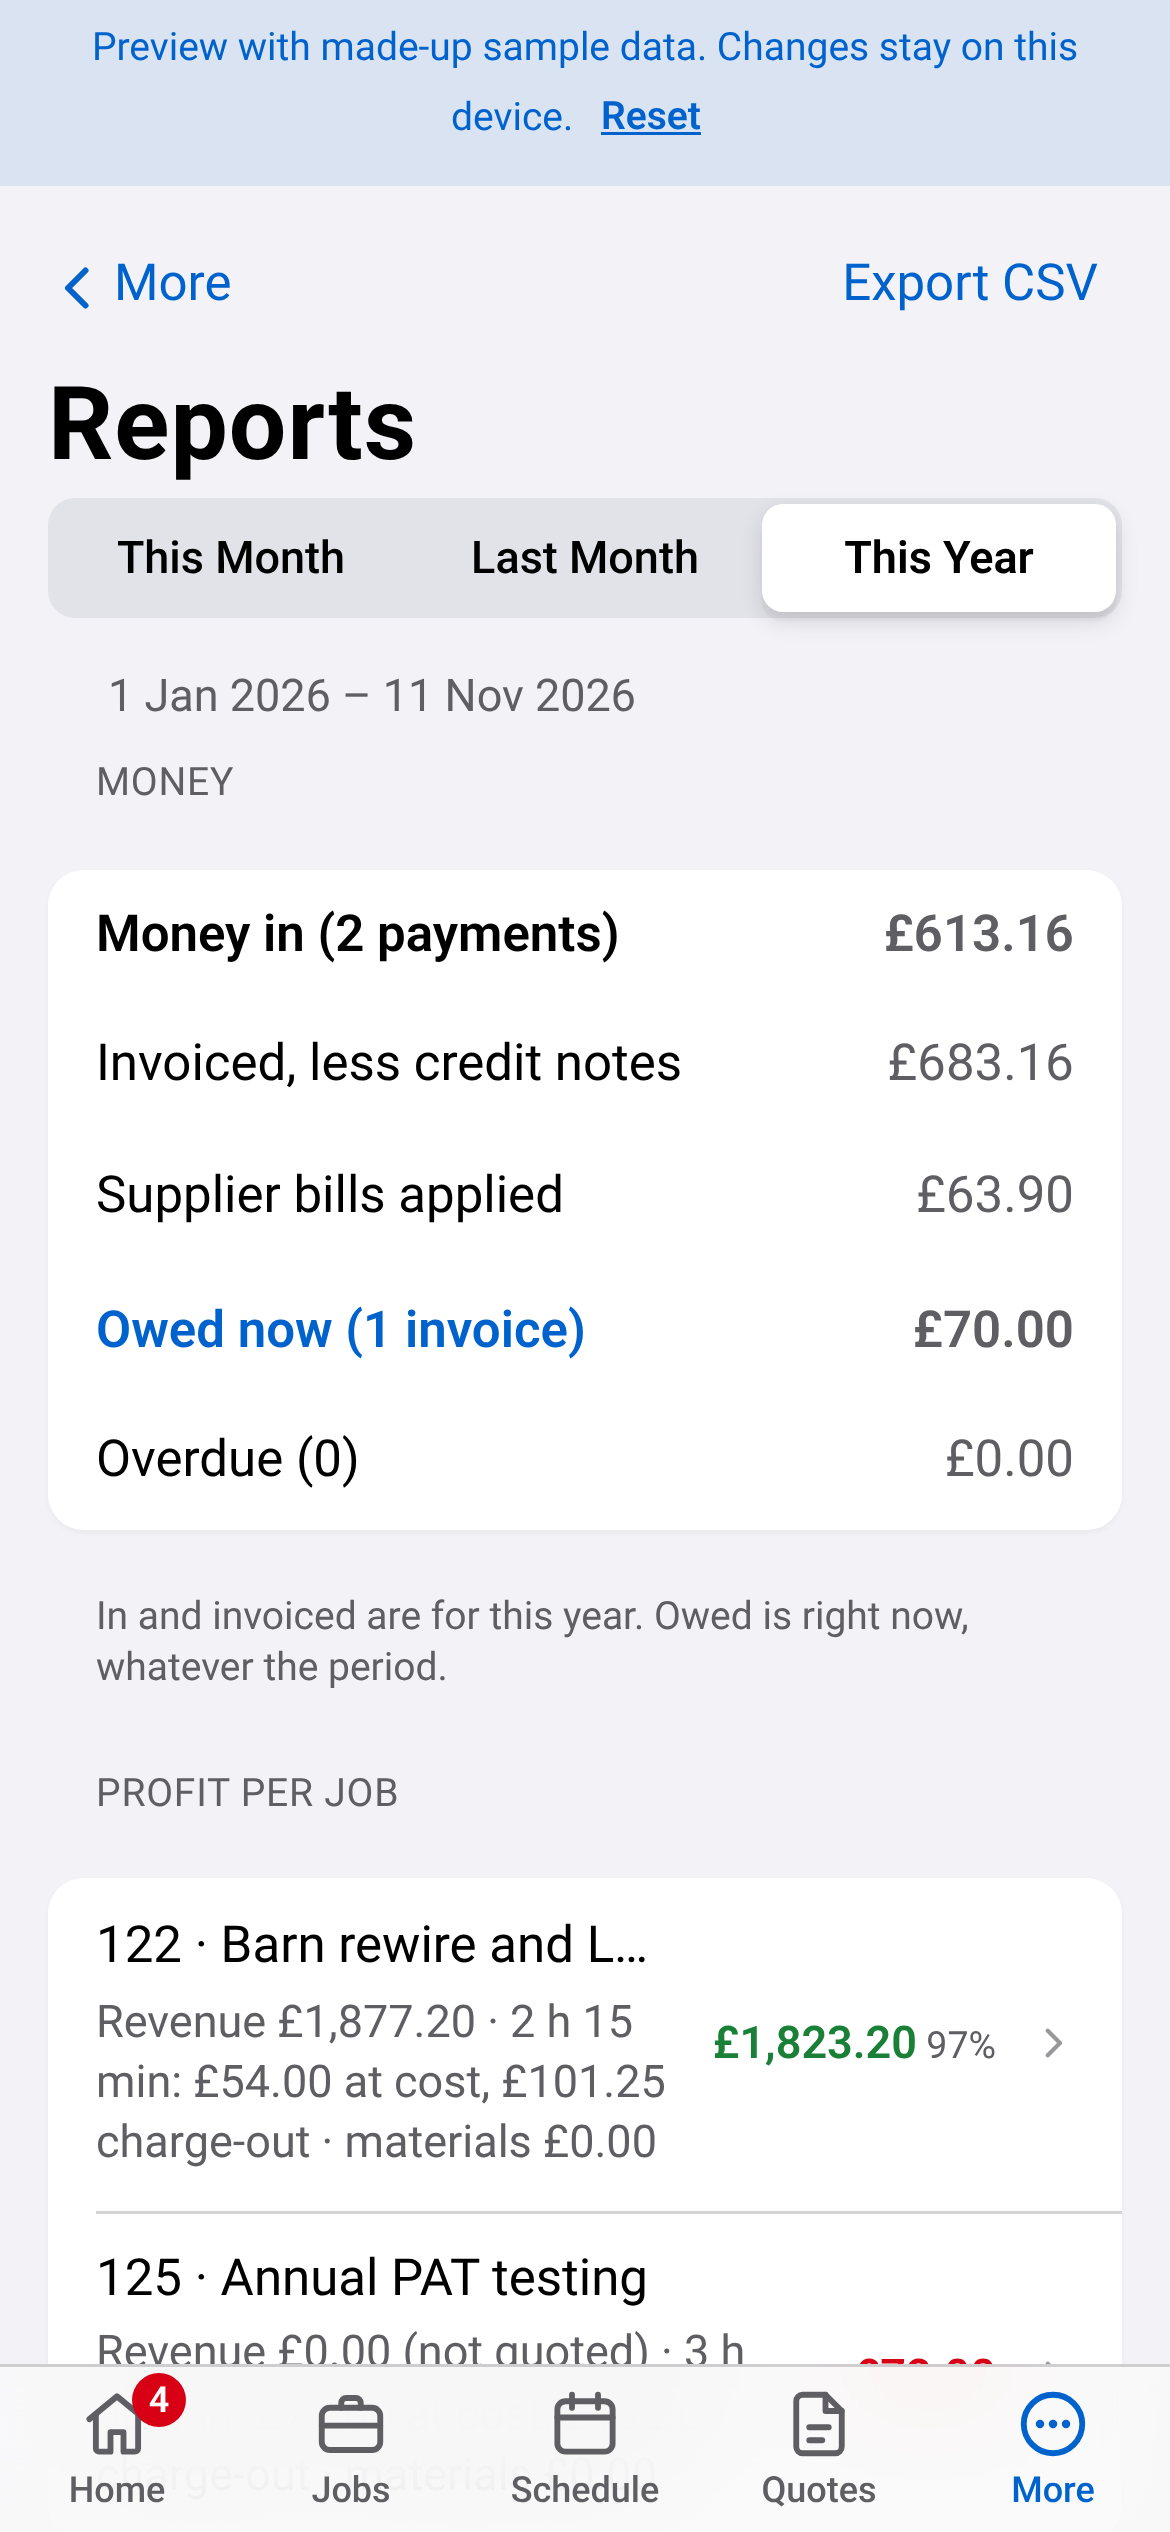 Preview with made-up sample data. Changes stay on this
device. Reset
More
Export CSV
Reports
This Month
Last Month
This Year
1 Jan 2026 – 11 Nov 2026
MONEY
Money in (2 payments)
£613.16
Invoiced, less credit notes
£683.16
Supplier bills applied
£63.90
Owed now (1 invoice)
£70.00
Overdue (0)
£0.00
In and invoiced are for this year. Owed is right now,
whatever the period.
PROFIT PER JOB
122 · Barn rewire and L...
Revenue £1,877.20 · 2 h 15
min: £54.00 at cost, £101.25
charge-out · materials £0.00
£1,823.20 97%
125 · Annual PAT testing
Revenue £0.00 (not quoted) · 3 h
charge-out · materials £0.00
4
Home
Jobs
Schedule
Quotes
More